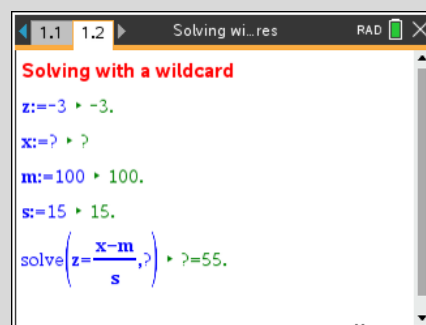 1.1 1.2 Solving wi...res RAD
Solving with a wildcard
z:=-3 ▸ -3.
x:=? ▸ ?
m:=100 ▸ 100.
s:=15 ▸ 15.
solve(z=(x-m)/s,?) ▸ ?=55.